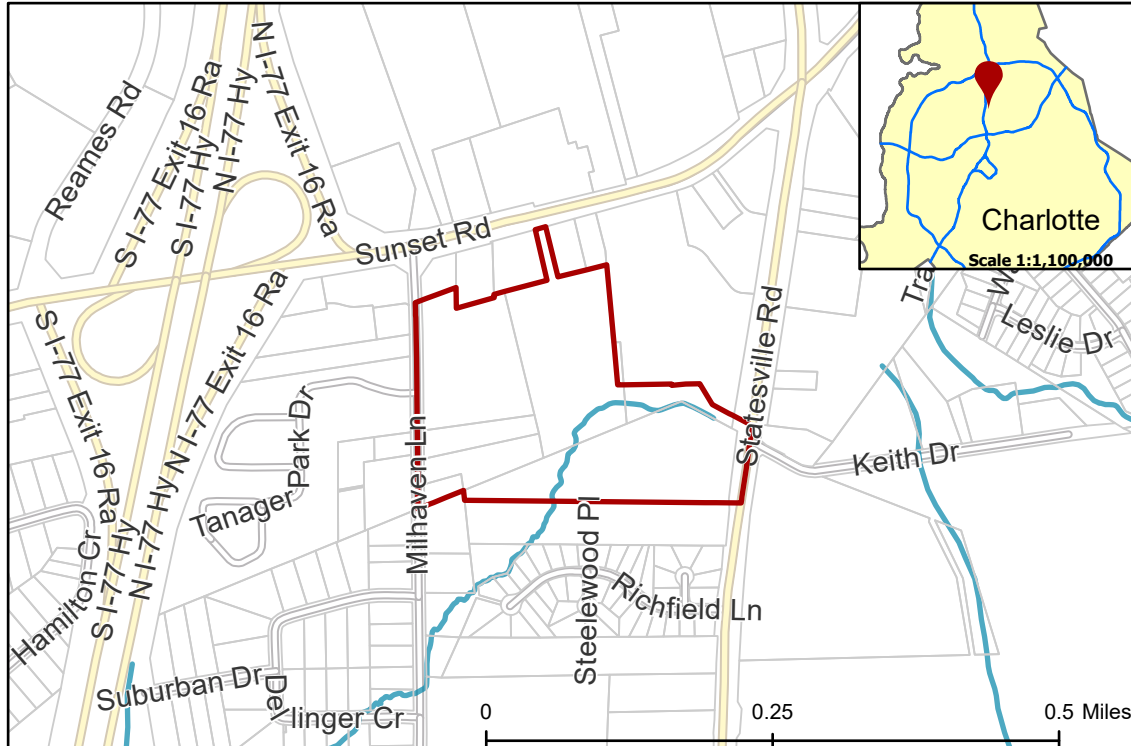 Reames Rd
S I-77 Exit 16 Ra
S I-77 Hy
N I-77 Hy
N I-77 Exit 16 Ra
Sunset Rd
Charlotte
Scale 1:1,100,000
Tra
Leslie Dr
S I-77 Exit 16 Ra
N I-77 Hy
N I-77 Exit 16 Ra
Tanager Park Dr
Milhaven Ln
Statesville Rd
Keith Dr
Hamilton Cr
S I-77 Hy
Steelewood Pl
Richfield Ln
Suburban Dr
Del
linger Cr
0
0.25
0.5 Miles